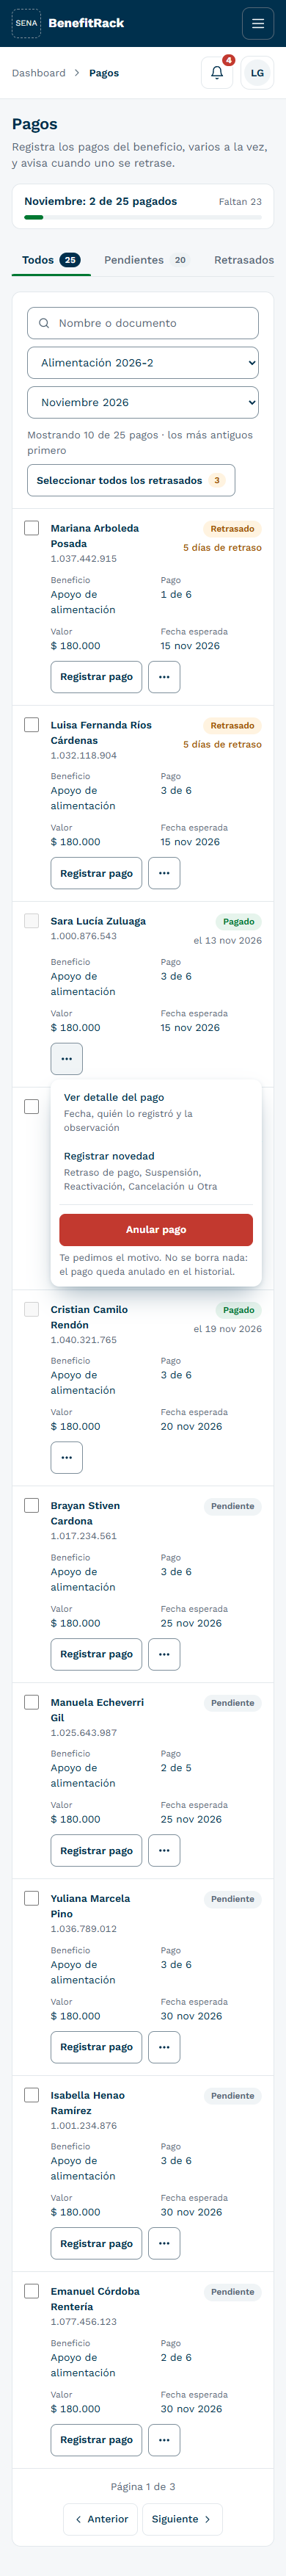 SENA BenefitRack
Dashboard > Pagos 4 LG
Pagos
Registra los pagos del beneficio, varios a la vez,
y avisa cuando uno se retrase.
Noviembre: 2 de 25 pagados Faltan 23
Todos 25 Pendientes 20 Retrasados
Nombre o documento
Alimentación 2026-2
Noviembre 2026
Mostrando 10 de 25 pagos · los más antiguos
primero
Seleccionar todos los retrasados 3
Mariana Arboleda Retrasado
Posada 5 días de retraso
1.037.442.915
Beneficio Pago
Apoyo de 1 de 6
alimentación
Valor Fecha esperada
$ 180.000 15 nov 2026
Registrar pago ...
Luisa Fernanda Ríos Retrasado
Cárdenas 5 días de retraso
1.032.118.904
Beneficio Pago
Apoyo de 3 de 6
alimentación
Valor Fecha esperada
$ 180.000 15 nov 2026
Registrar pago ...
Sara Lucía Zuluaga Pagado
1.000.876.543 el 13 nov 2026
Beneficio Pago
Apoyo de 3 de 6
alimentación
Valor Fecha esperada
$ 180.000 15 nov 2026
...
Ver detalle del pago
Fecha, quién lo registró y la
observación
Registrar novedad
Retraso de pago, Suspensión,
Reactivación, Cancelación u Otra
Anular pago
Te pedimos el motivo. No se borra nada:
el pago queda anulado en el historial.
Cristian Camilo Pagado
Rendón el 19 nov 2026
1.040.321.765
Beneficio Pago
Apoyo de 3 de 6
alimentación
Valor Fecha esperada
$ 180.000 20 nov 2026
...
Brayan Stiven Pendiente
Cardona
1.017.234.561
Beneficio Pago
Apoyo de 3 de 6
alimentación
Valor Fecha esperada
$ 180.000 25 nov 2026
Registrar pago ...
Manuela Echeverri Pendiente
Gil
1.025.643.987
Beneficio Pago
Apoyo de 2 de 5
alimentación
Valor Fecha esperada
$ 180.000 25 nov 2026
Registrar pago ...
Yuliana Marcela Pendiente
Pino
1.036.789.012
Beneficio Pago
Apoyo de 3 de 6
alimentación
Valor Fecha esperada
$ 180.000 30 nov 2026
Registrar pago ...
Isabella Henao Pendiente
Ramírez
1.001.234.876
Beneficio Pago
Apoyo de 3 de 6
alimentación
Valor Fecha esperada
$ 180.000 30 nov 2026
Registrar pago ...
Emanuel Córdoba Pendiente
Rentería
1.077.456.123
Beneficio Pago
Apoyo de 2 de 6
alimentación
Valor Fecha esperada
$ 180.000 30 nov 2026
Registrar pago ...
Página 1 de 3
< Anterior Siguiente >